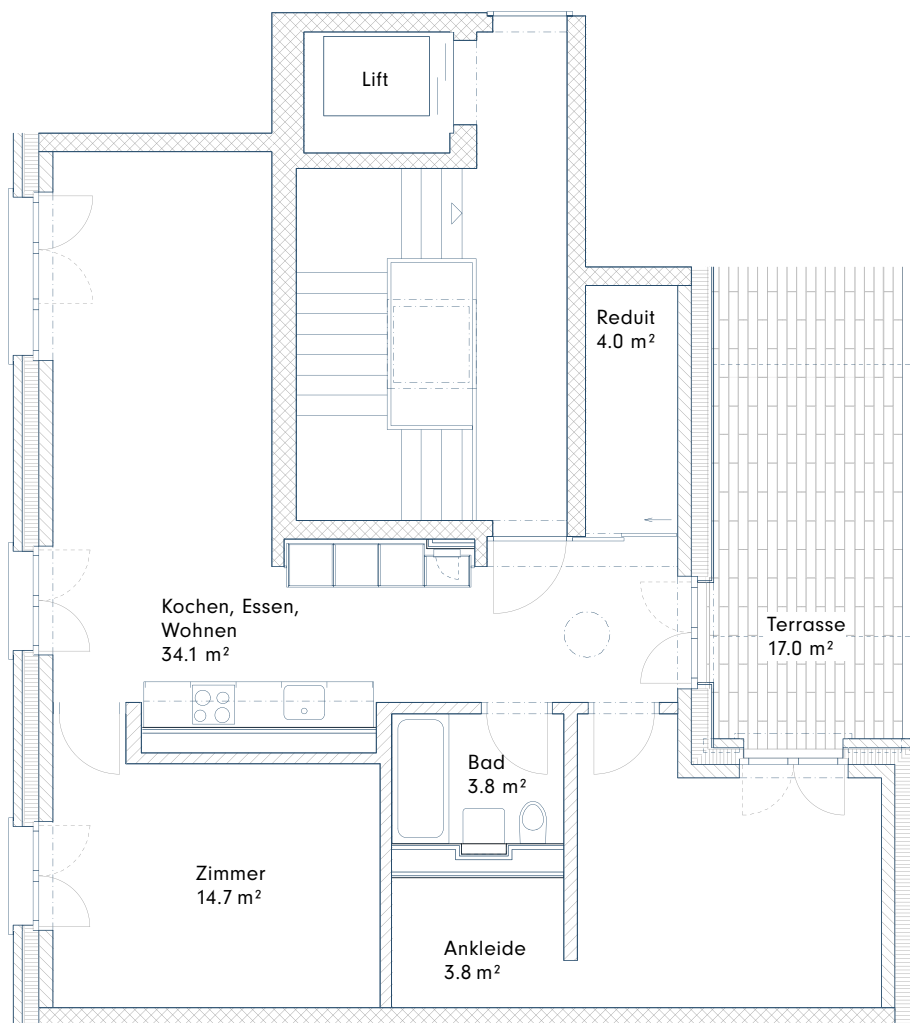 Lift
Reduit
4.0 m²
Kochen, Essen,
Wohnen
34.1 m²
Terrasse
17.0 m²
Bad
3.8 m²
Zimmer
14.7 m²
Ankleide
3.8 m²